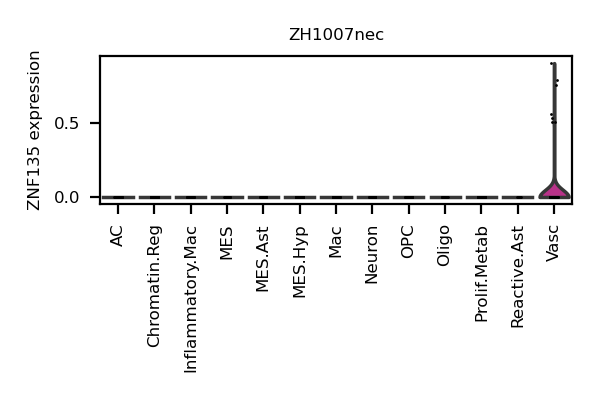 ZH1007nec
ZNF135 expression
0.5
0.0
AC
Chromatin.Reg
Inflammatory.Mac
MES
MES.Ast
MES.Hyp
Mac
Neuron
OPC
Oligo
Prolif.Metab
Reactive.Ast
Vasc